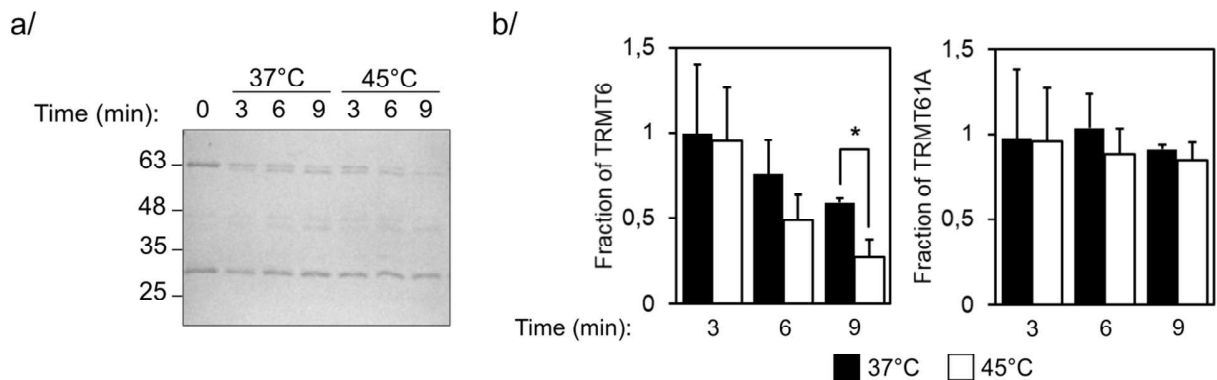 a/
37°C 45°C
Time (min): 0 3 6 9 3 6 9
63
48
35
25
b/
Fraction of TRMT6
1,5
1
0,5
0
*
Time (min): 3 6 9
Fraction of TRMT61A
1,5
1
0,5
0
3 6 9
37°C 45°C